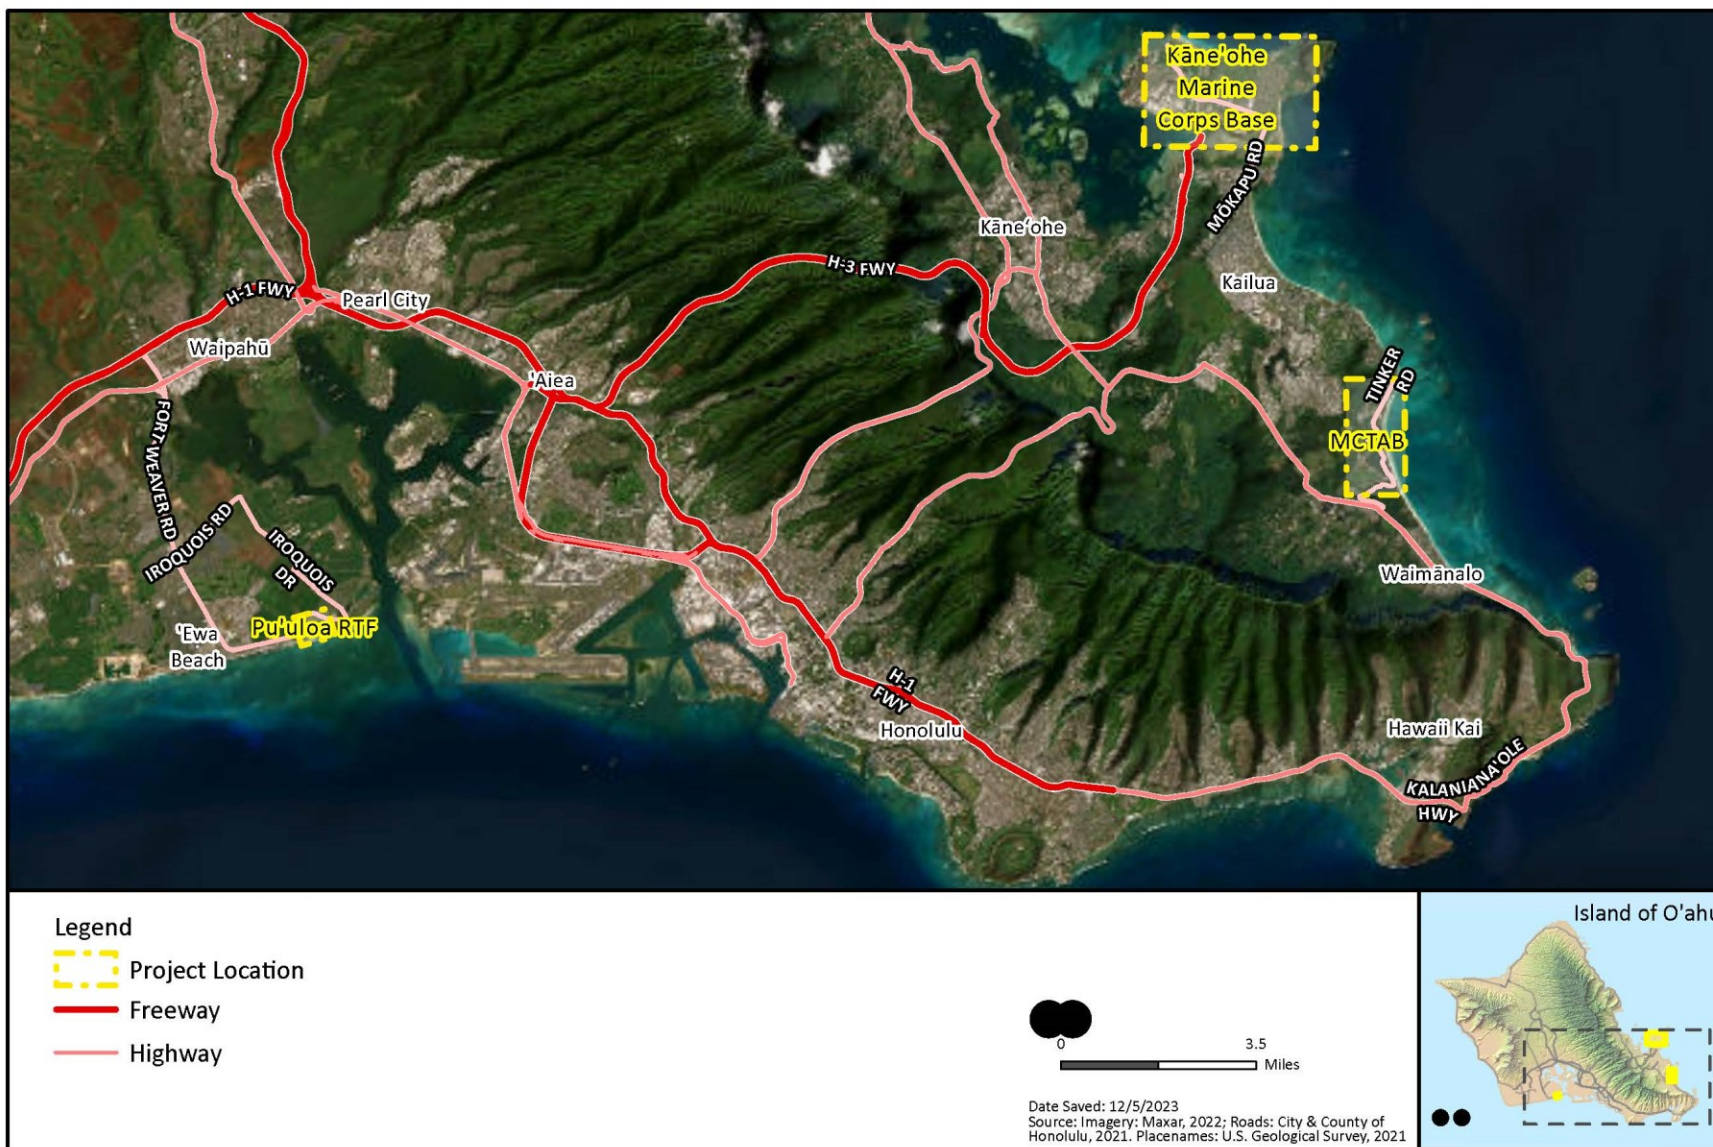 Kāne'ohe
Marine
Corps Base
MŌKAPU RD
Kāne'ohe
H-3 FWY
Kailua
H-1 FWY
Pearl City
Waipahū
'Aiea
TINKER
RD
MCTAB
FORT WEAVER RD
IROQUOIS RD
IROQUOIS
DR
Waimānalo
Pu'uloa RTF
'Ewa
Beach
H-1
FWY
Honolulu
Hawaii Kai
KALANIANA'OLE
HWY
Legend
Project Location
Freeway
Highway
0 3.5
Miles
Date Saved: 12/5/2023
Source: Imagery: Maxar, 2022; Roads: City & County of
Honolulu, 2021. Placenames: U.S. Geological Survey, 2021
Island of O'ahu